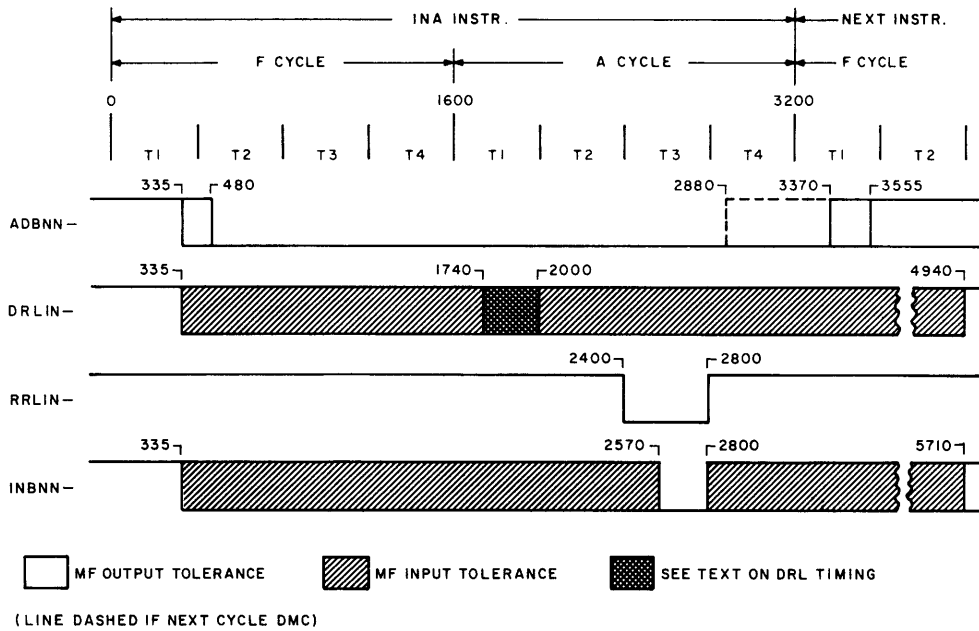 INA INSTR. NEXT INSTR.
F CYCLE A CYCLE F CYCLE
0 1600 3200
T1 T2 T3 T4 T1 T2 T3 T4 T1 T2
335 480 2880 3370 3555
ADBNN—
335 1740 2000 4940
DRLIN—
2400 2800
RRLIN—
335 2570 2800 5710
INBNN—
MF OUTPUT TOLERANCE MF INPUT TOLERANCE SEE TEXT ON DRL TIMING
(LINE DASHED IF NEXT CYCLE DMC)